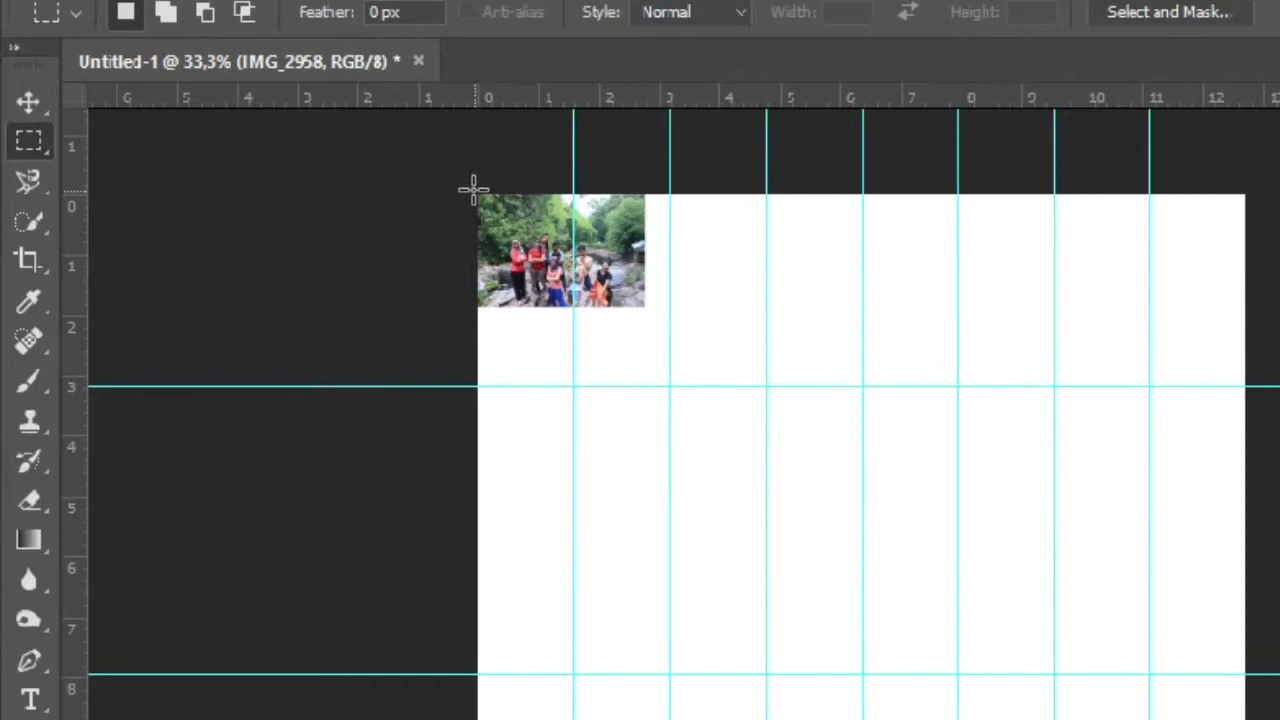 Feather: 0 px Anti-alias Style: Normal Width: Height: Select and Mask...
Untitled-1 @ 33,3% (IMG_2958, RGB/8) * ×
6 5 4 3 2 1 0 1 2 3 4 5 6 7 8 9 10 11 12
1
0
1
2
3
4
5
6
7
8
T